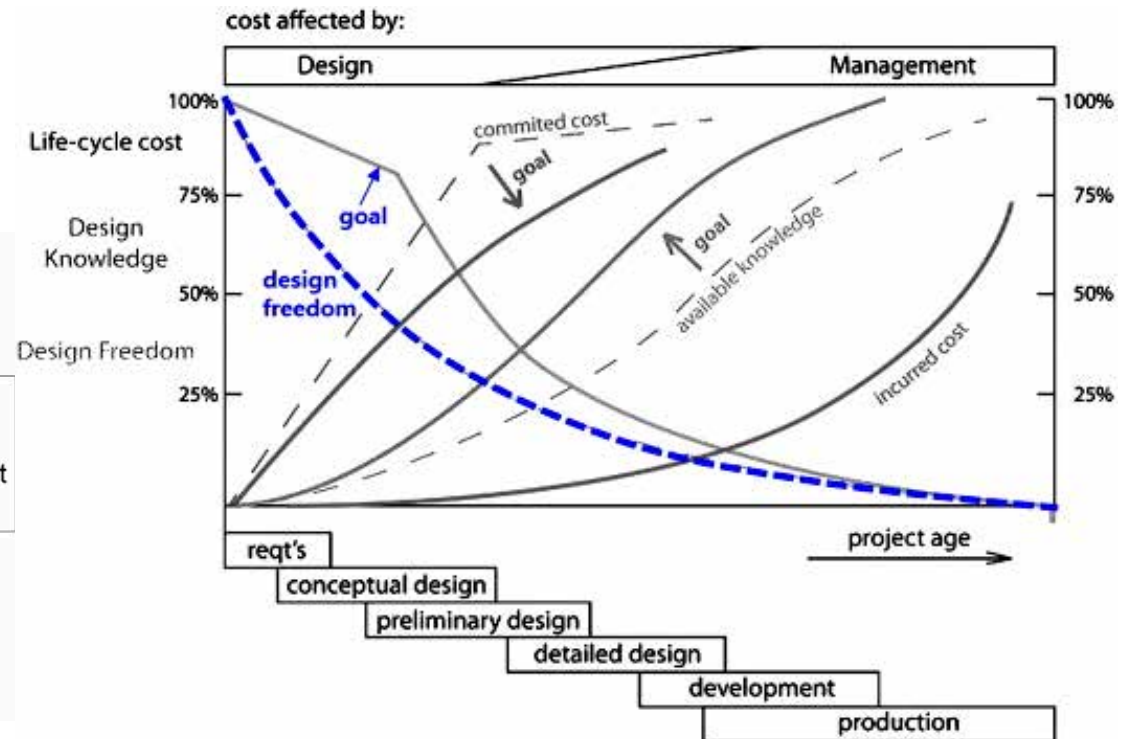 cost affected by:
Design
Management
100%
100%
Life-cycle cost
commited cost
goal
75%
75%
goal
Design
Knowledge
goal
design
freedom
available knowledge
50%
50%
Design Freedom
incurred cost
25%
25%
t
project age
reqt's
conceptual design
preliminary design
detailed design
development
production